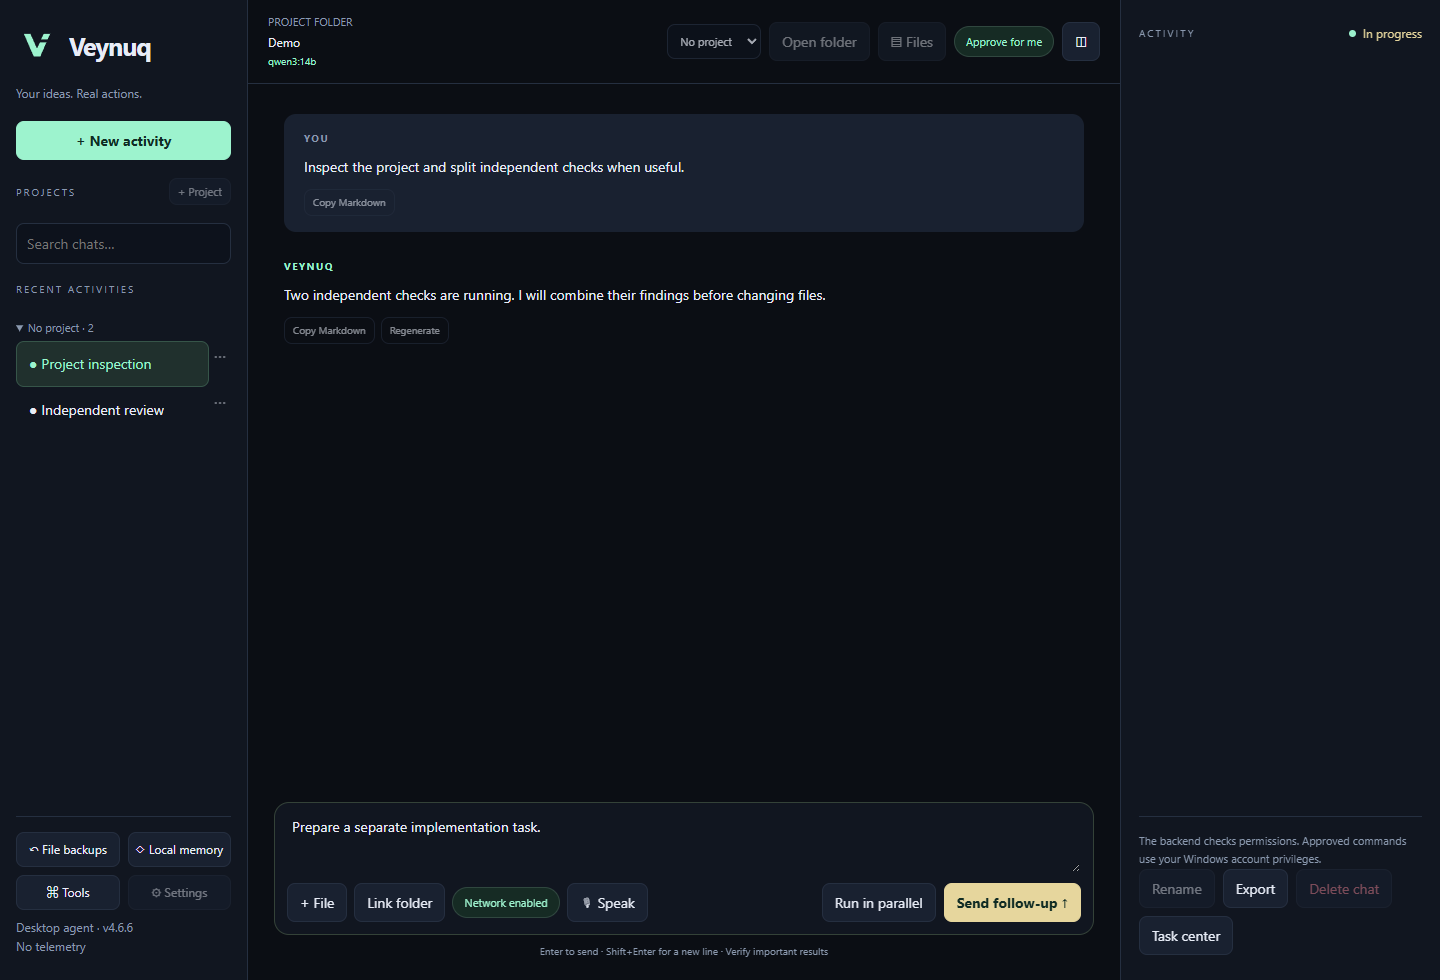 Veynuq
Your ideas. Real actions.
+ New activity
PROJECTS
+ Project
Search chats...
RECENT ACTIVITIES
▼ No project · 2
● Project inspection
...
● Independent review
...
↶ File backups
◇ Local memory
⌘ Tools
⚙ Settings
Desktop agent · v4.6.6
No telemetry
PROJECT FOLDER
Demo
qwen3:14b
No project
Open folder
▤ Files
Approve for me
YOU
Inspect the project and split independent checks when useful.
Copy Markdown
VEYNUQ
Two independent checks are running. I will combine their findings before changing files.
Copy Markdown
Regenerate
Prepare a separate implementation task.
+ File
Link folder
Network enabled
Speak
Run in parallel
Send follow-up ↑
Enter to send · Shift+Enter for a new line · Verify important results
ACTIVITY
● In progress
The backend checks permissions. Approved commands
use your Windows account privileges.
Rename
Export
Delete chat
Task center